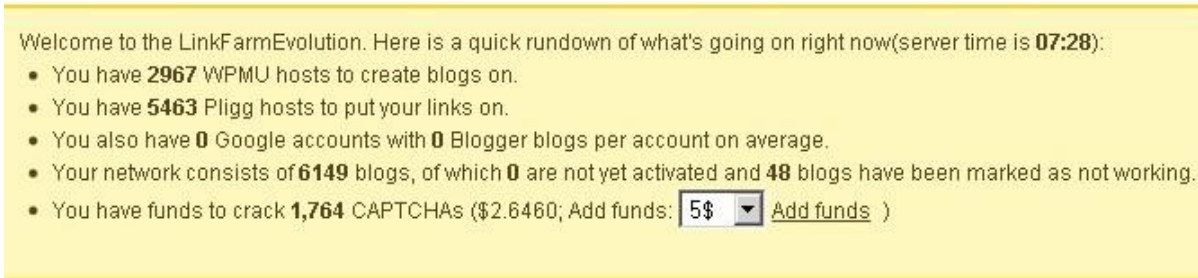 Welcome to the LinkFarmEvolution. Here is a quick rundown of what's going on right now(server time is 07:28):
• You have 2967 WPMU hosts to create blogs on.
• You have 5463 Pligg hosts to put your links on.
• You also have 0 Google accounts with 0 Blogger blogs per account on average.
• Your network consists of 6149 blogs, of which 0 are not yet activated and 48 blogs have been marked as not working.
• You have funds to crack 1,764 CAPTCHAs ($2.6460; Add funds: 5$ Add funds )